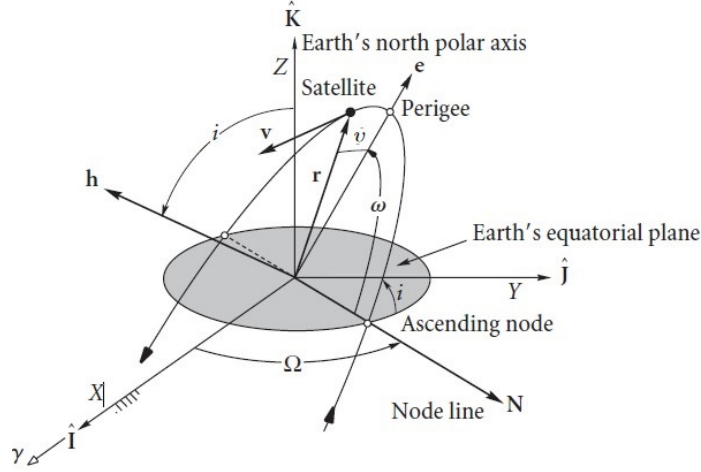 K̂
Earth's north polar axis
Z
e
Satellite
Perigee
i
v
υ
h
r
ω
Earth's equatorial plane
i
Y
Ĵ
Ascending node
Ω
X
N
Node line
Î
γ